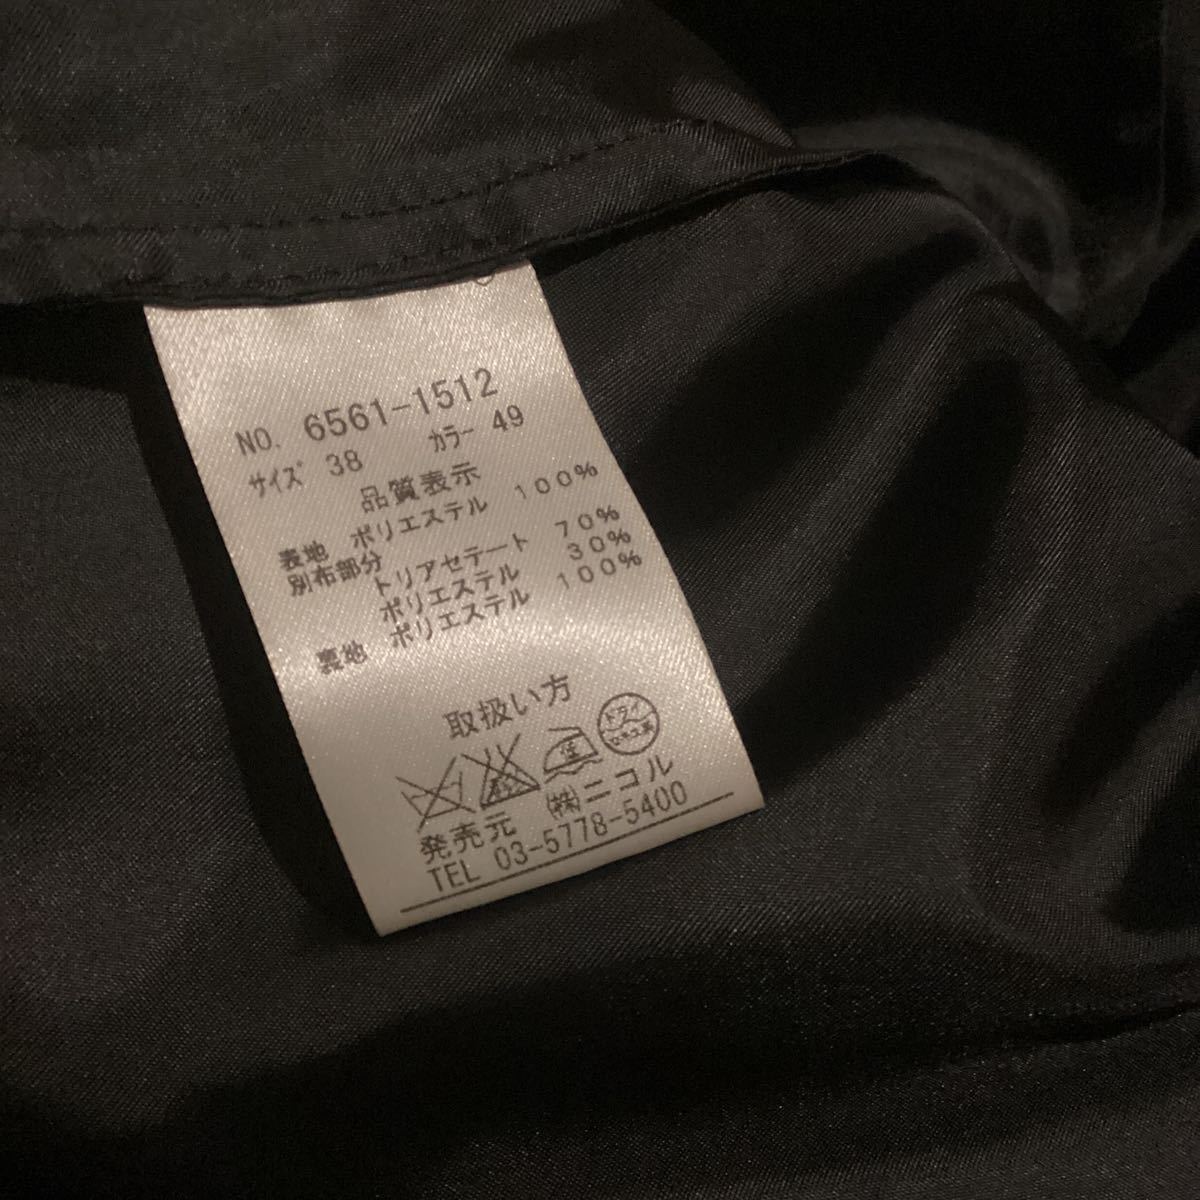 NO. 6561-1512
サイズ 38 カラー 49
品質表示
表地 ポリエステル 100%
別布部分
トリアセテート 70%
ポリエステル 30%
裏地 ポリエステル 100%
取扱い方
ドライ
発売元 ㈱ニコル
TEL 03-5778-5400